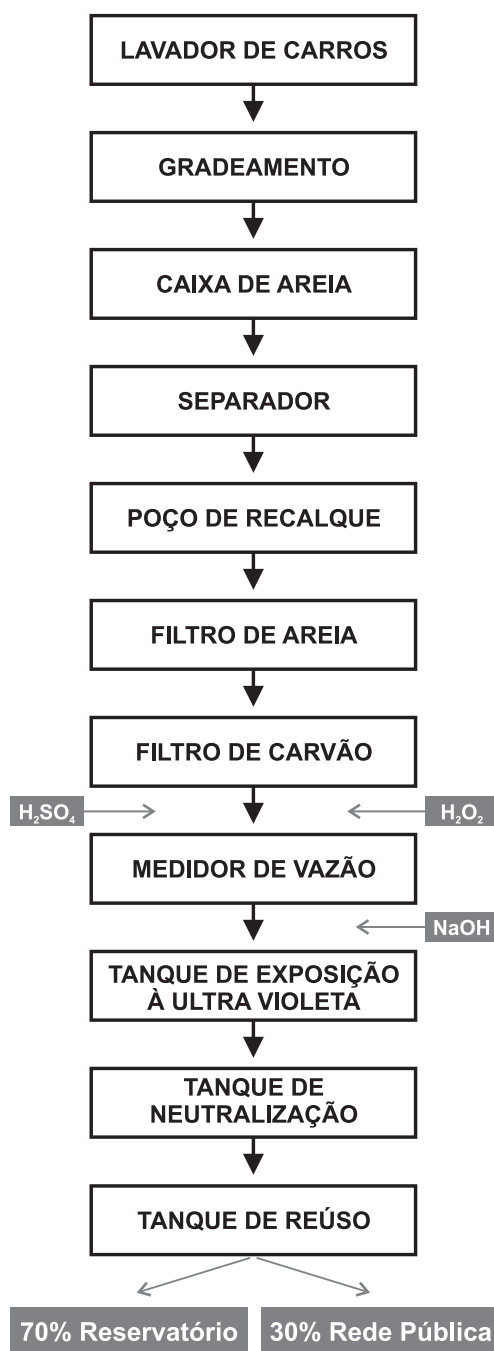 LAVADOR DE CARROS
GRADEAMENTO
CAIXA DE AREIA
SEPARADOR
POÇO DE RECALQUE
FILTRO DE AREIA
FILTRO DE CARVÃO
H₂SO₄
H₂O₂
MEDIDOR DE VAZÃO
NaOH
TANQUE DE EXPOSIÇÃO
À ULTRA VIOLETA
TANQUE DE
NEUTRALIZAÇÃO
TANQUE DE REÚSO
70% Reservatório
30% Rede Pública